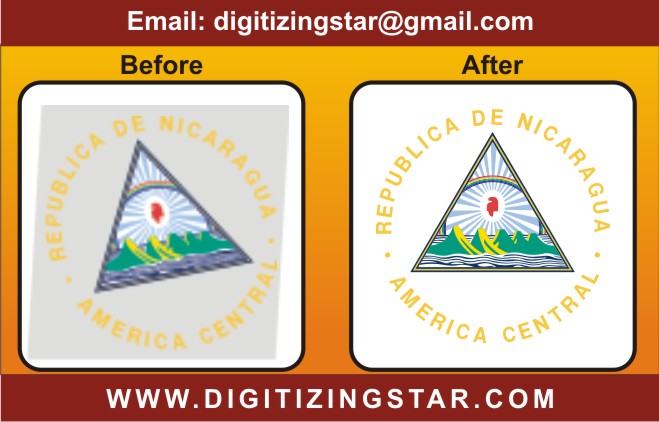 Email: digitizingstar@gmail.com
Before
After
REPUBLICA DE NICARAGUA
· AMERICA CENTRAL ·
REPUBLICA DE NICARAGUA
· AMERICA CENTRAL ·
WWW.DIGITIZINGSTAR.COM